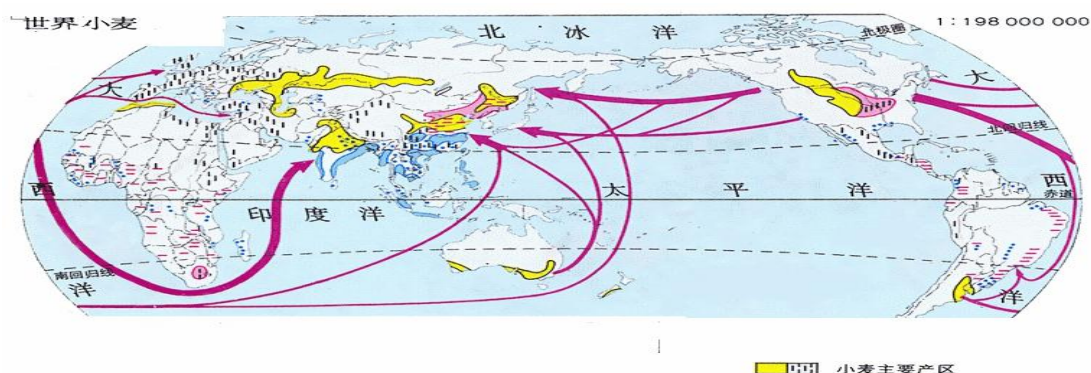 世界小麦
1:198 000 000
北冰洋
北极圈
大
大
北回归线
西
太平洋
西
赤道
印度洋
南回归线
洋
洋
小麦主要产区